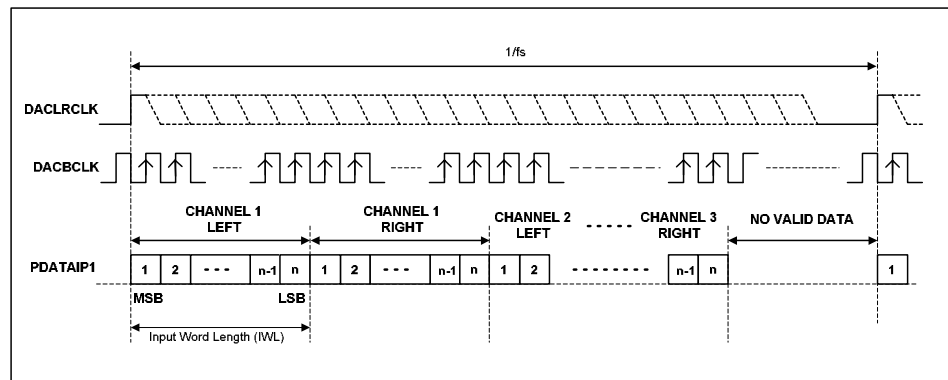 1/fs
DACLRCLK
DACBCLK
CHANNEL 1 LEFT
CHANNEL 1 RIGHT
CHANNEL 2 LEFT
CHANNEL 3 RIGHT
NO VALID DATA
PDATAIP1
1 2 n-1 n 1 2 n-1 n 1 2 n-1 n 1
MSB LSB
Input Word Length (IWL)